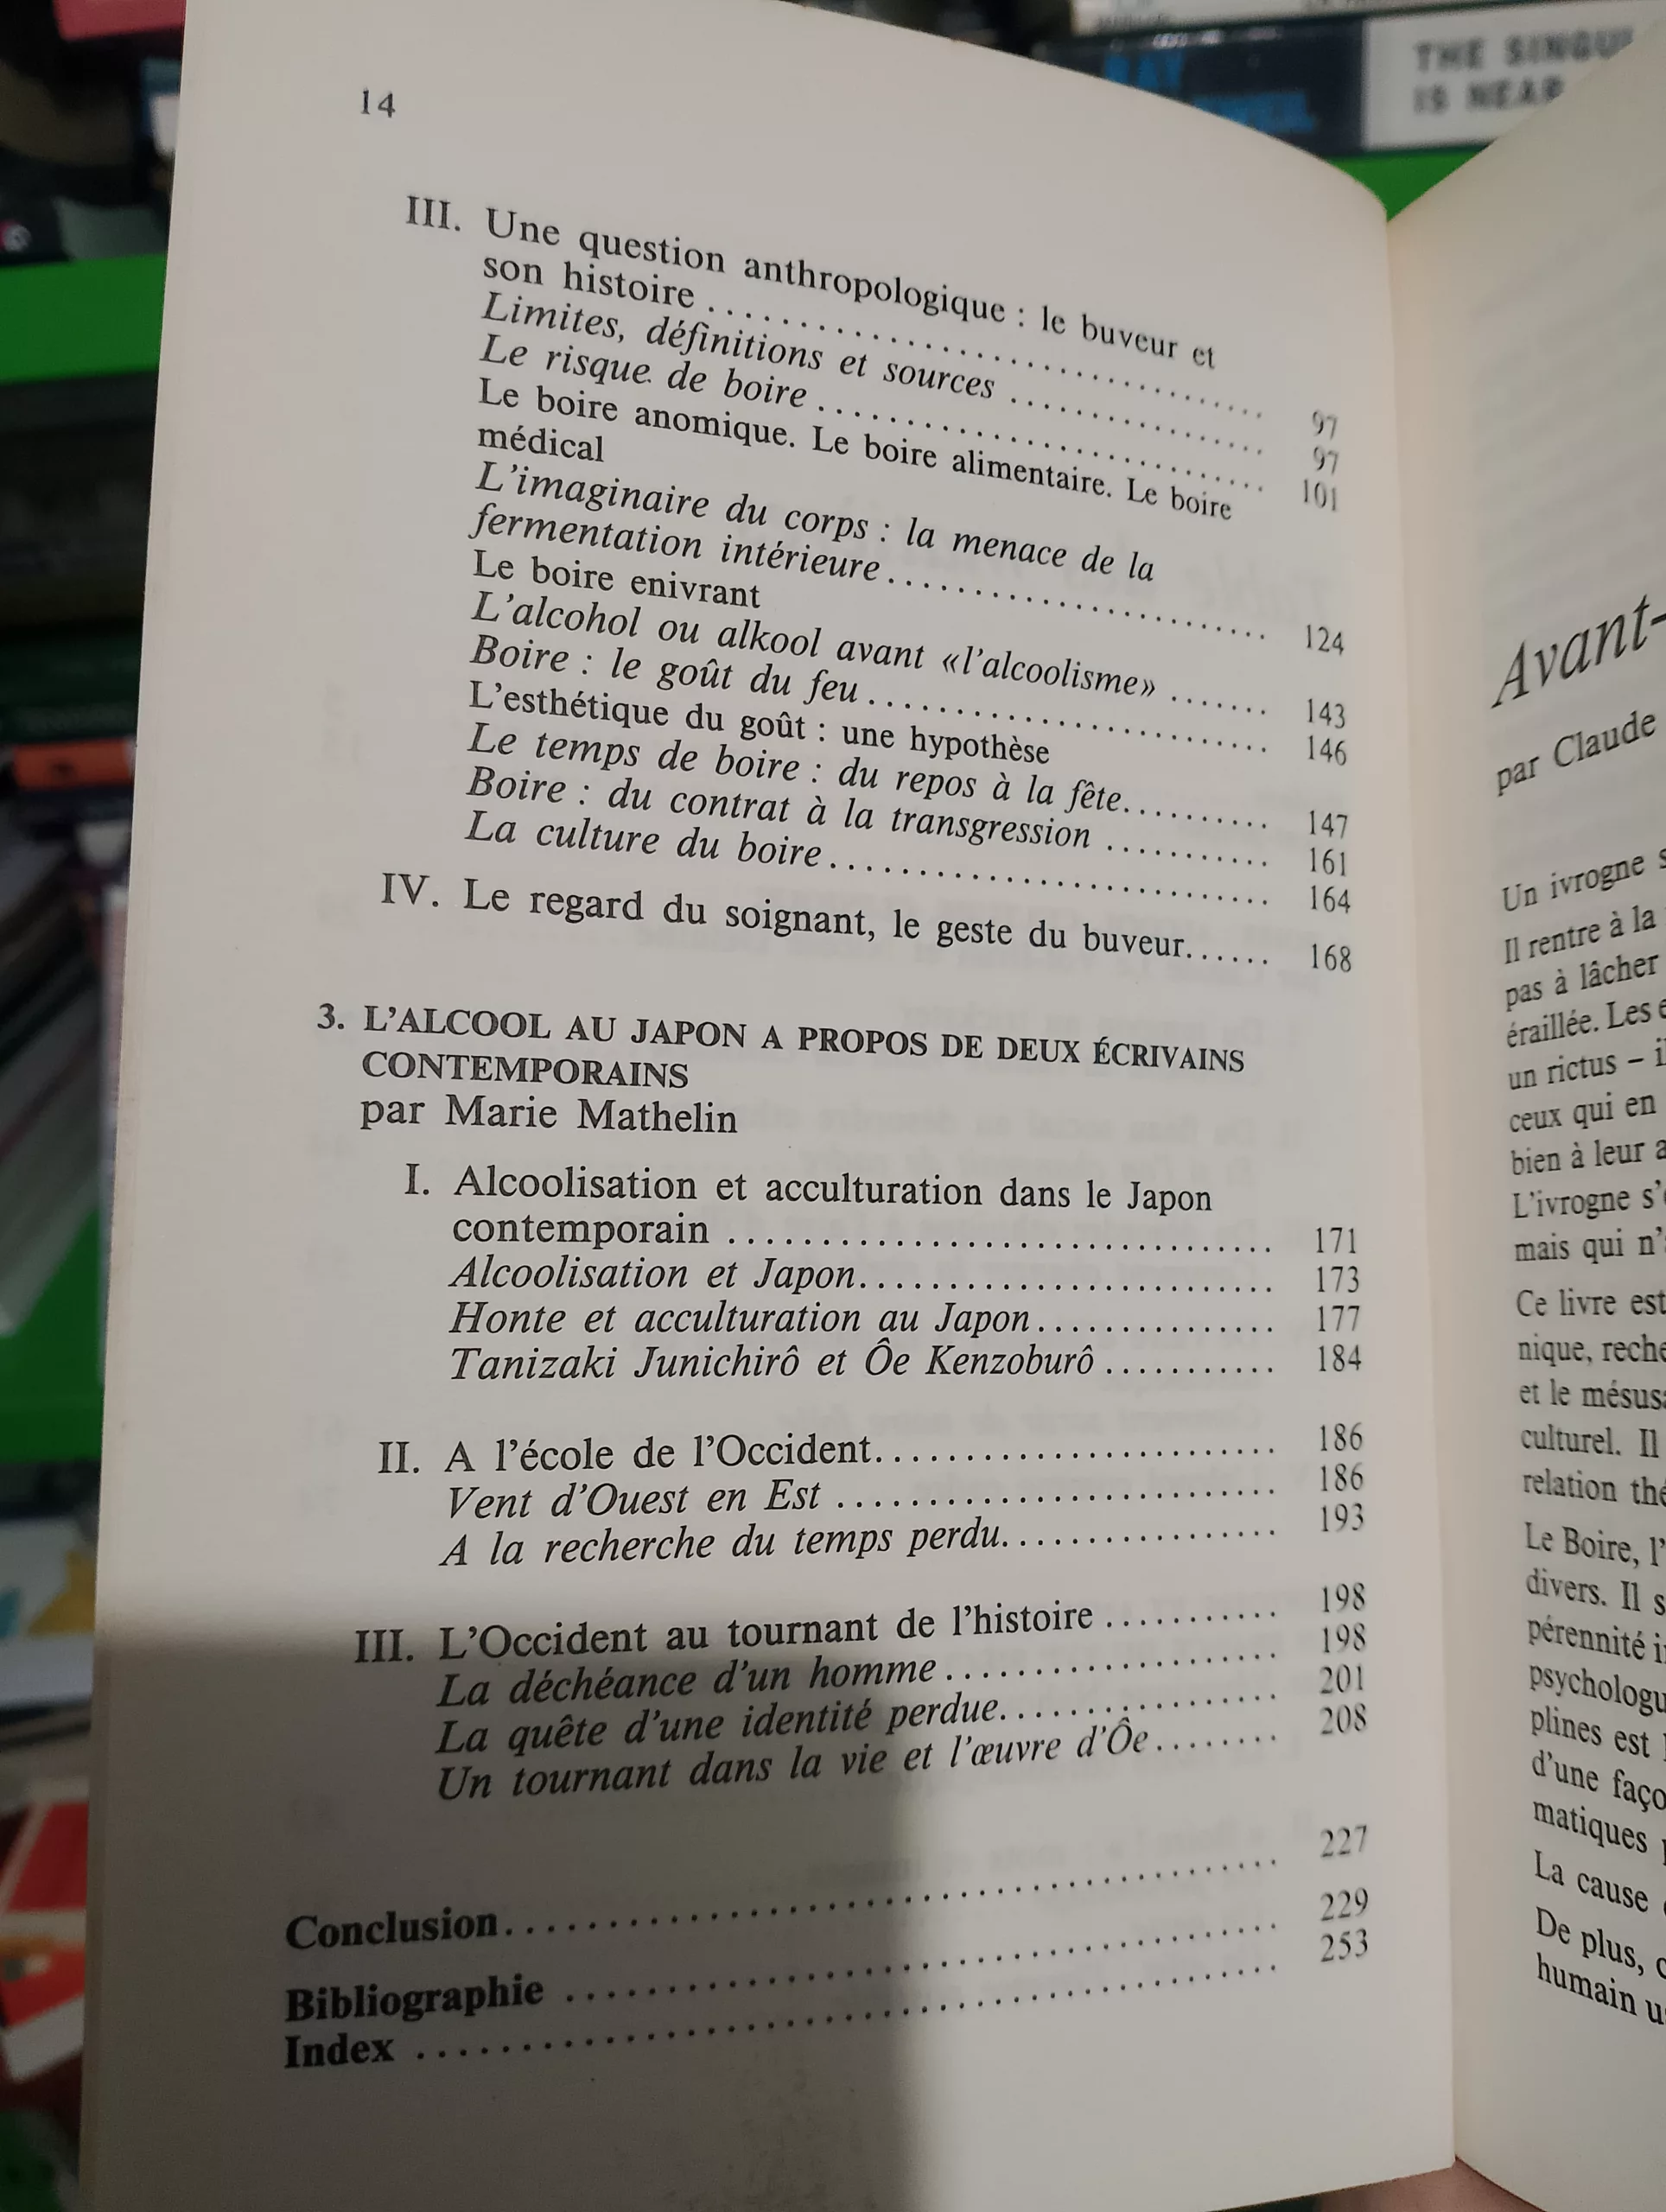 THE SINGU
IS NEAR
14
III. Une question anthropologique : le buveur et
son histoire .............................. 97
Limites, définitions et sources .............. 97
Le risque de boire .......................... 101
Le boire anomique. Le boire alimentaire. Le boire
médical
L'imaginaire du corps : la menace de la
fermentation intérieure ...................... 124
Le boire enivrant
L'alcohol ou alkool avant «l'alcoolisme» ....... 143
Boire : le goût du feu ........................ 146
L'esthétique du goût : une hypothèse
Le temps de boire : du repos à la fête.......... 147
Boire : du contrat à la transgression ........... 161
La culture du boire .......................... 164
IV. Le regard du soignant, le geste du buveur...... 168
3. L'ALCOOL AU JAPON A PROPOS DE DEUX ÉCRIVAINS
CONTEMPORAINS
par Marie Mathelin
I. Alcoolisation et acculturation dans le Japon
contemporain ................................ 171
Alcoolisation et Japon......................... 173
Honte et acculturation au Japon............... 177
Tanizaki Junichirô et Ôe Kenzoburô ........... 184
II. A l'école de l'Occident........................ 186
Vent d'Ouest en Est .......................... 186
A la recherche du temps perdu................. 193
III. L'Occident au tournant de l'histoire ........... 198
La déchéance d'un homme .................... 198
La quête d'une identité perdue................. 201
Un tournant dans la vie et l'œuvre d'Ôe........ 208
Conclusion.............................................. 227
Bibliographie .......................................... 229
Index .................................................. 253
Avant-
par Claude
Un ivrogne s
Il rentre à la
pas à lâcher
éraillée. Les e
un rictus – il
ceux qui en
bien à leur a
L'ivrogne s'
mais qui n'
Ce livre est
nique, reche
et le mésusa
culturel. Il
relation thé
Le Boire, l'
divers. Il s
pérennité i
psychologu
plines est
d'une faço
matiques
La cause
De plus, c
humain u